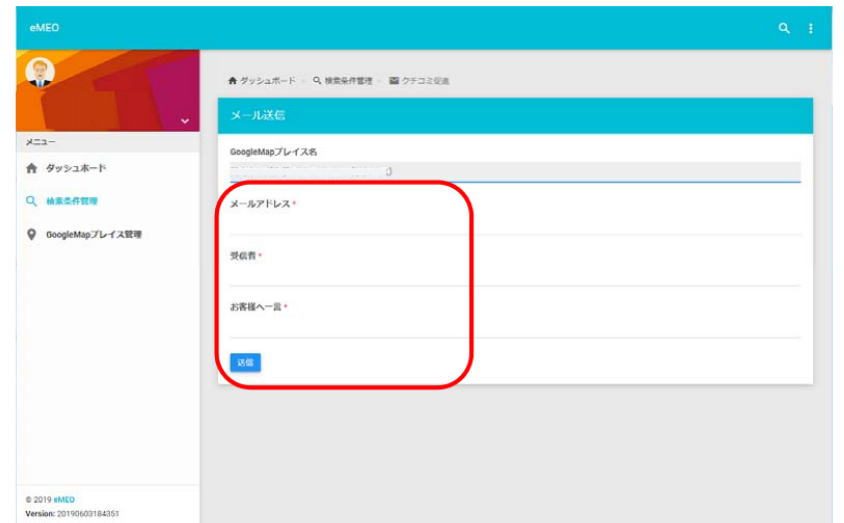 eMEO
ダッシュボード
検索条件管理
クチコミ促進
メール送信
メニュー
GoogleMapプレイス名
ダッシュボード
検索条件管理
メールアドレス *
GoogleMapプレイス管理
受信者 *
お客様へ一言 *
送信
© 2019 eMEO
Version: 20190603184351